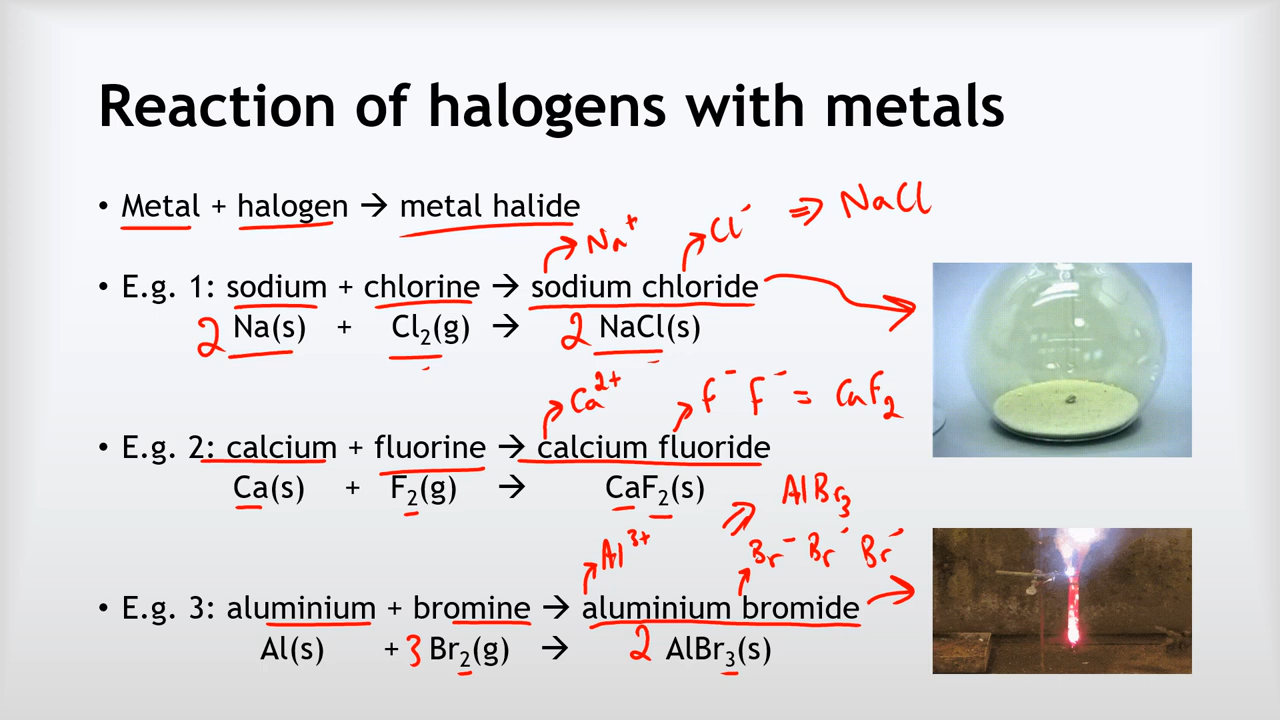 Reaction of halogens with metals
• Metal + halogen → metal halide
Na⁺ Cl⁻ ⇒ NaCl
• E.g. 1: sodium + chlorine → sodium chloride
2 Na(s) + Cl₂(g) → 2 NaCl(s)
Ca²⁺ F⁻ F⁻ = CaF₂
• E.g. 2: calcium + fluorine → calcium fluoride
Ca(s) + F₂(g) → CaF₂(s)
⇒ AlBr₃
Al³⁺ Br⁻ Br⁻ Br⁻
• E.g. 3: aluminium + bromine → aluminium bromide
Al(s) +3 Br₂(g) → 2 AlBr₃(s)